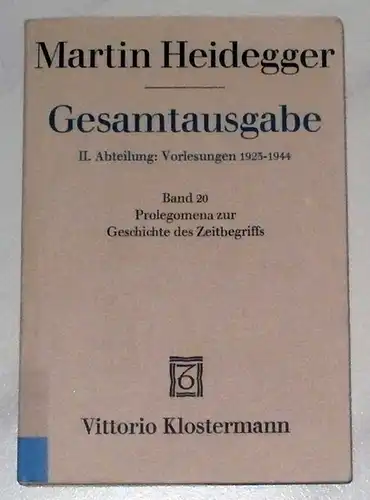 Martin Heidegger
Gesamtausgabe
II. Abteilung: Vorlesungen 1923-1944
Band 20
Prolegomena zur
Geschichte des Zeitbegriffs
Vittorio Klostermann